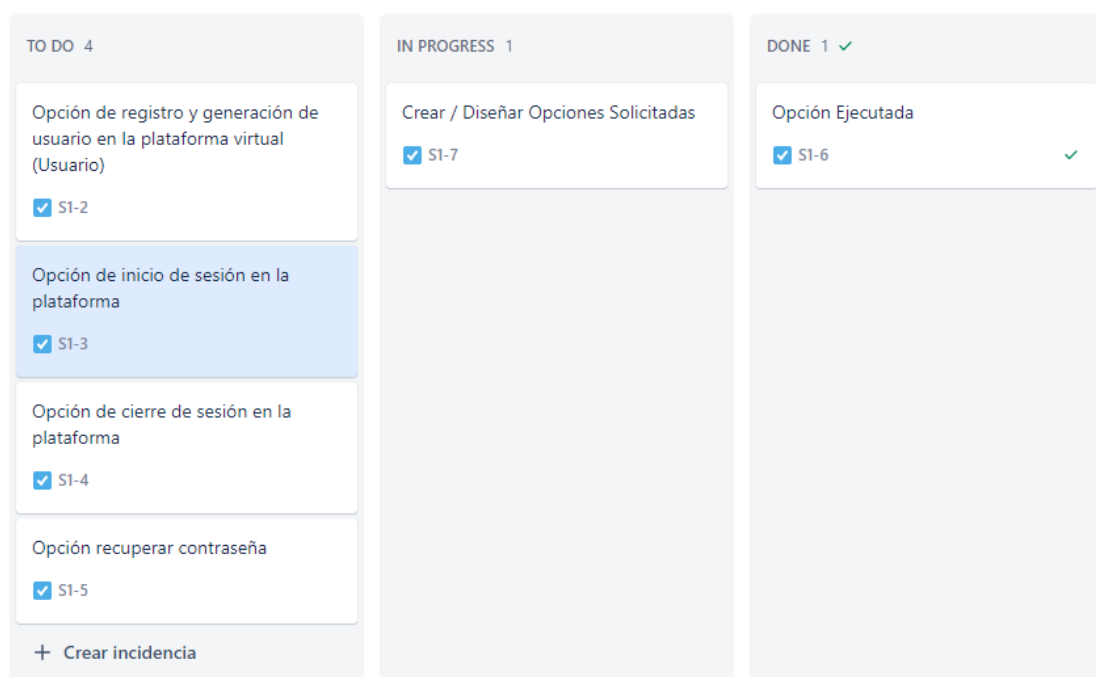 TO DO 4
Opción de registro y generación de
usuario en la plataforma virtual
(Usuario)
S1-2
Opción de inicio de sesión en la
plataforma
S1-3
Opción de cierre de sesión en la
plataforma
S1-4
Opción recuperar contraseña
S1-5
+ Crear incidencia
IN PROGRESS 1
Crear / Diseñar Opciones Solicitadas
S1-7
DONE 1
Opción Ejecutada
S1-6